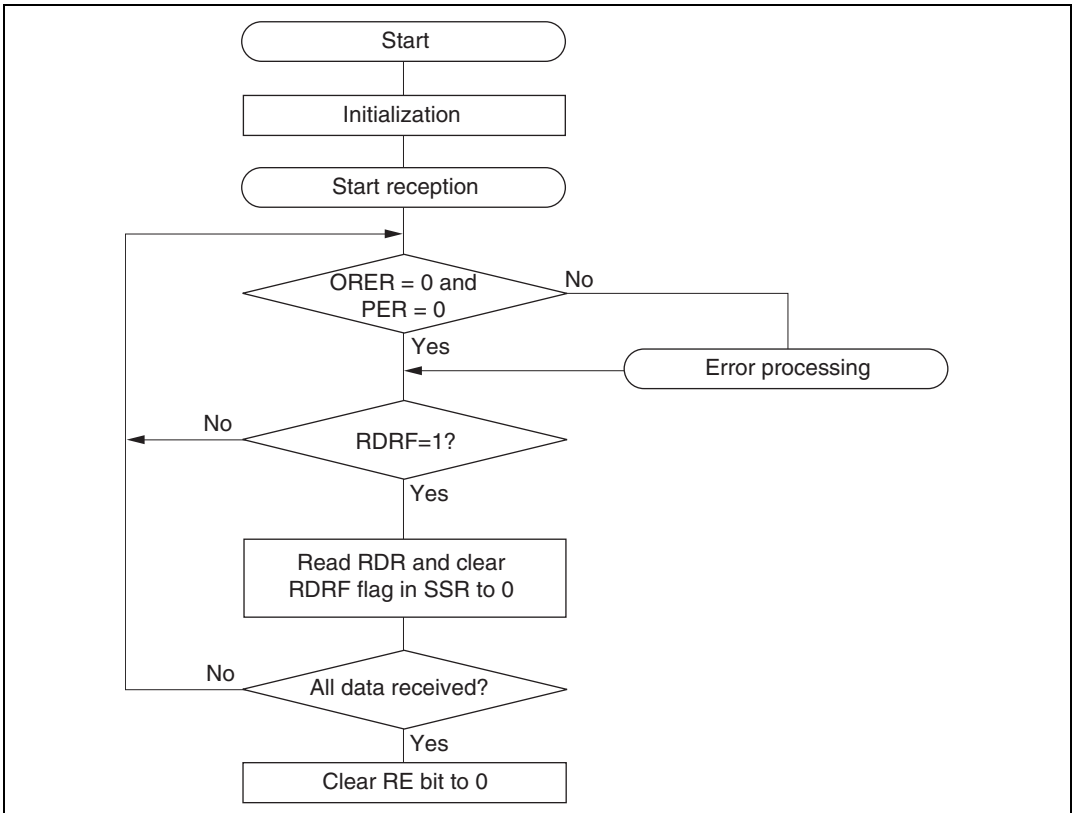 Start
Initialization
Start reception
ORER = 0 and
PER = 0
No
Yes
Error processing
No
RDRF=1?
Yes
Read RDR and clear
RDRF flag in SSR to 0
No
All data received?
Yes
Clear RE bit to 0